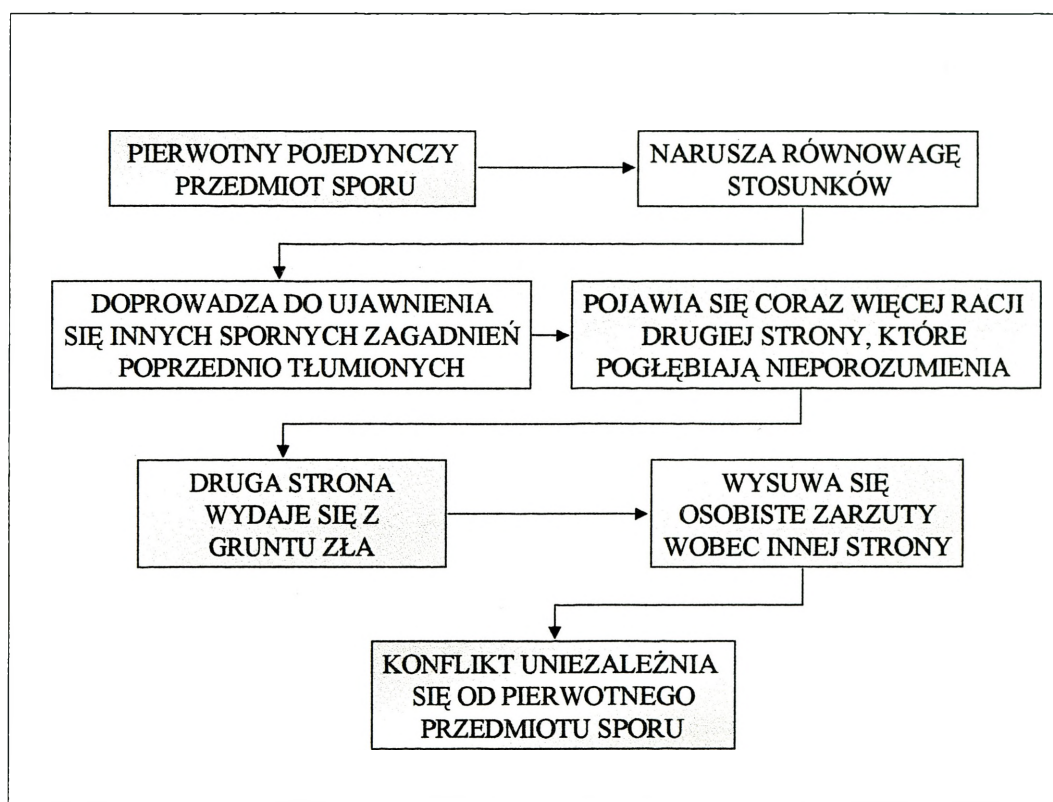 PIERWOTNY POJEDYNCZY
PRZEDMIOT SPORU
NARUSZA RÓWNOWAGĘ
STOSUNKÓW
DOPROWADZA DO UJAWNIENIA
SIĘ INNYCH SPORNYCH ZAGADNIEŃ
POPRZEDNIO TŁUMIONYCH
POJAWIA SIĘ CORAZ WIĘCEJ RACJI
DRUGIEJ STRONY, KTÓRE
POGŁĘBIAJĄ NIEPOROZUMIENIA
DRUGA STRONA
WYDAJE SIĘ Z
GRUNTU ZŁA
WYSUWA SIĘ
OSOBISTE ZARZUTY
WOBEC INNEJ STRONY
KONFLIKT UNIEZALEŻNIA
SIĘ OD PIERWOTNEGO
PRZEDMIOTU SPORU